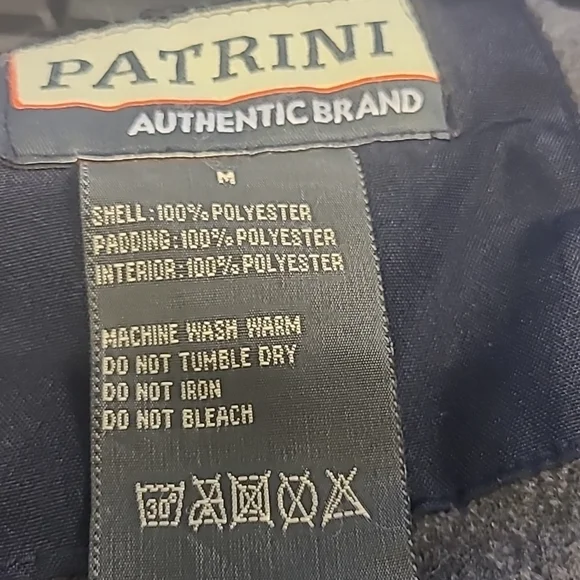 PATRINI
AUTHENTIC BRAND
M
SHELL:100% POLYESTER
PADDING:100% POLYESTER
INTERIOR:100% POLYESTER
MACHINE WASH WARM
DO NOT TUMBLE DRY
DO NOT IRON
DO NOT BLEACH
30°